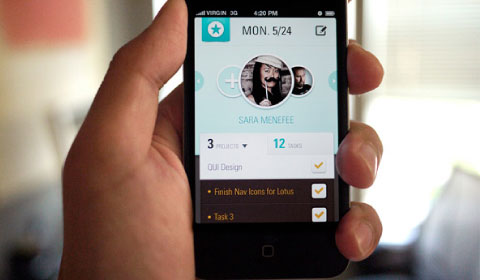 VIRGIN 3G 4:20 PM
MON. 5/24
SARA MENEFEE
3 PROJECTS 12 TASKS
QUI Design
Finish Nav Icons for Lotus
Task 3